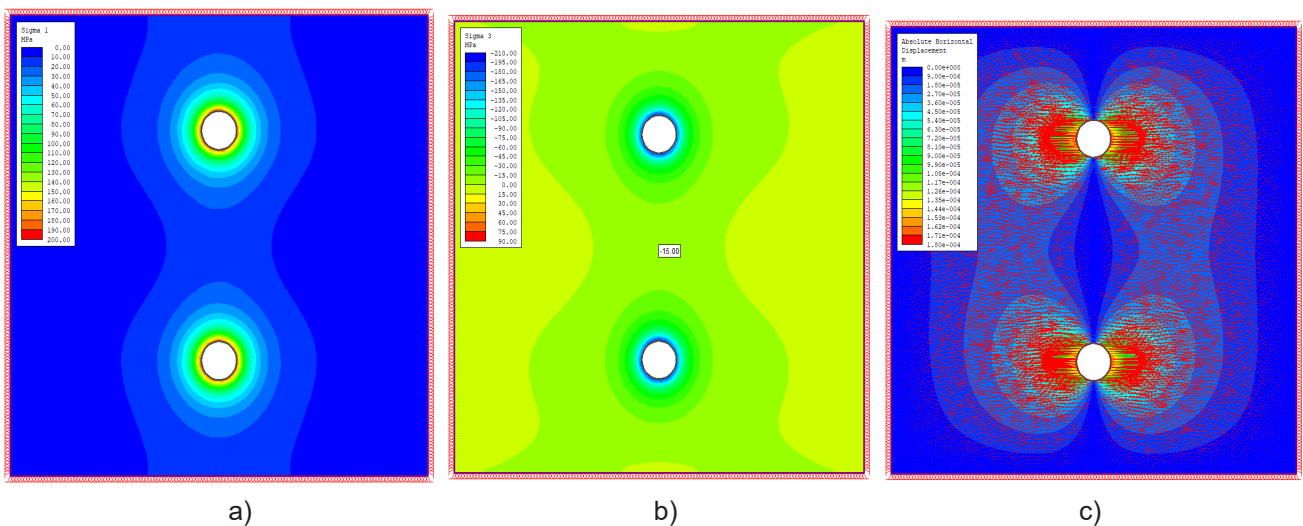 Sigma 1
MPa
0.00
10.00
20.00
30.00
40.00
50.00
60.00
70.00
80.00
90.00
100.00
110.00
120.00
130.00
140.00
150.00
160.00
170.00
180.00
190.00
200.00
Sigma 3
MPa
-210.00
-195.00
-180.00
-165.00
-150.00
-135.00
-120.00
-105.00
-90.00
-75.00
-60.00
-45.00
-30.00
-15.00
0.00
15.00
30.00
45.00
60.00
75.00
90.00
-15.00
Absolute Horizontal
Displacement
m
0.00e+000
9.00e-006
1.80e-005
2.70e-005
3.60e-005
4.50e-005
5.40e-005
6.30e-005
7.20e-005
8.10e-005
9.00e-005
9.90e-005
1.08e-004
1.17e-004
1.26e-004
1.35e-004
1.44e-004
1.53e-004
1.62e-004
1.71e-004
1.80e-004
a)
b)
c)